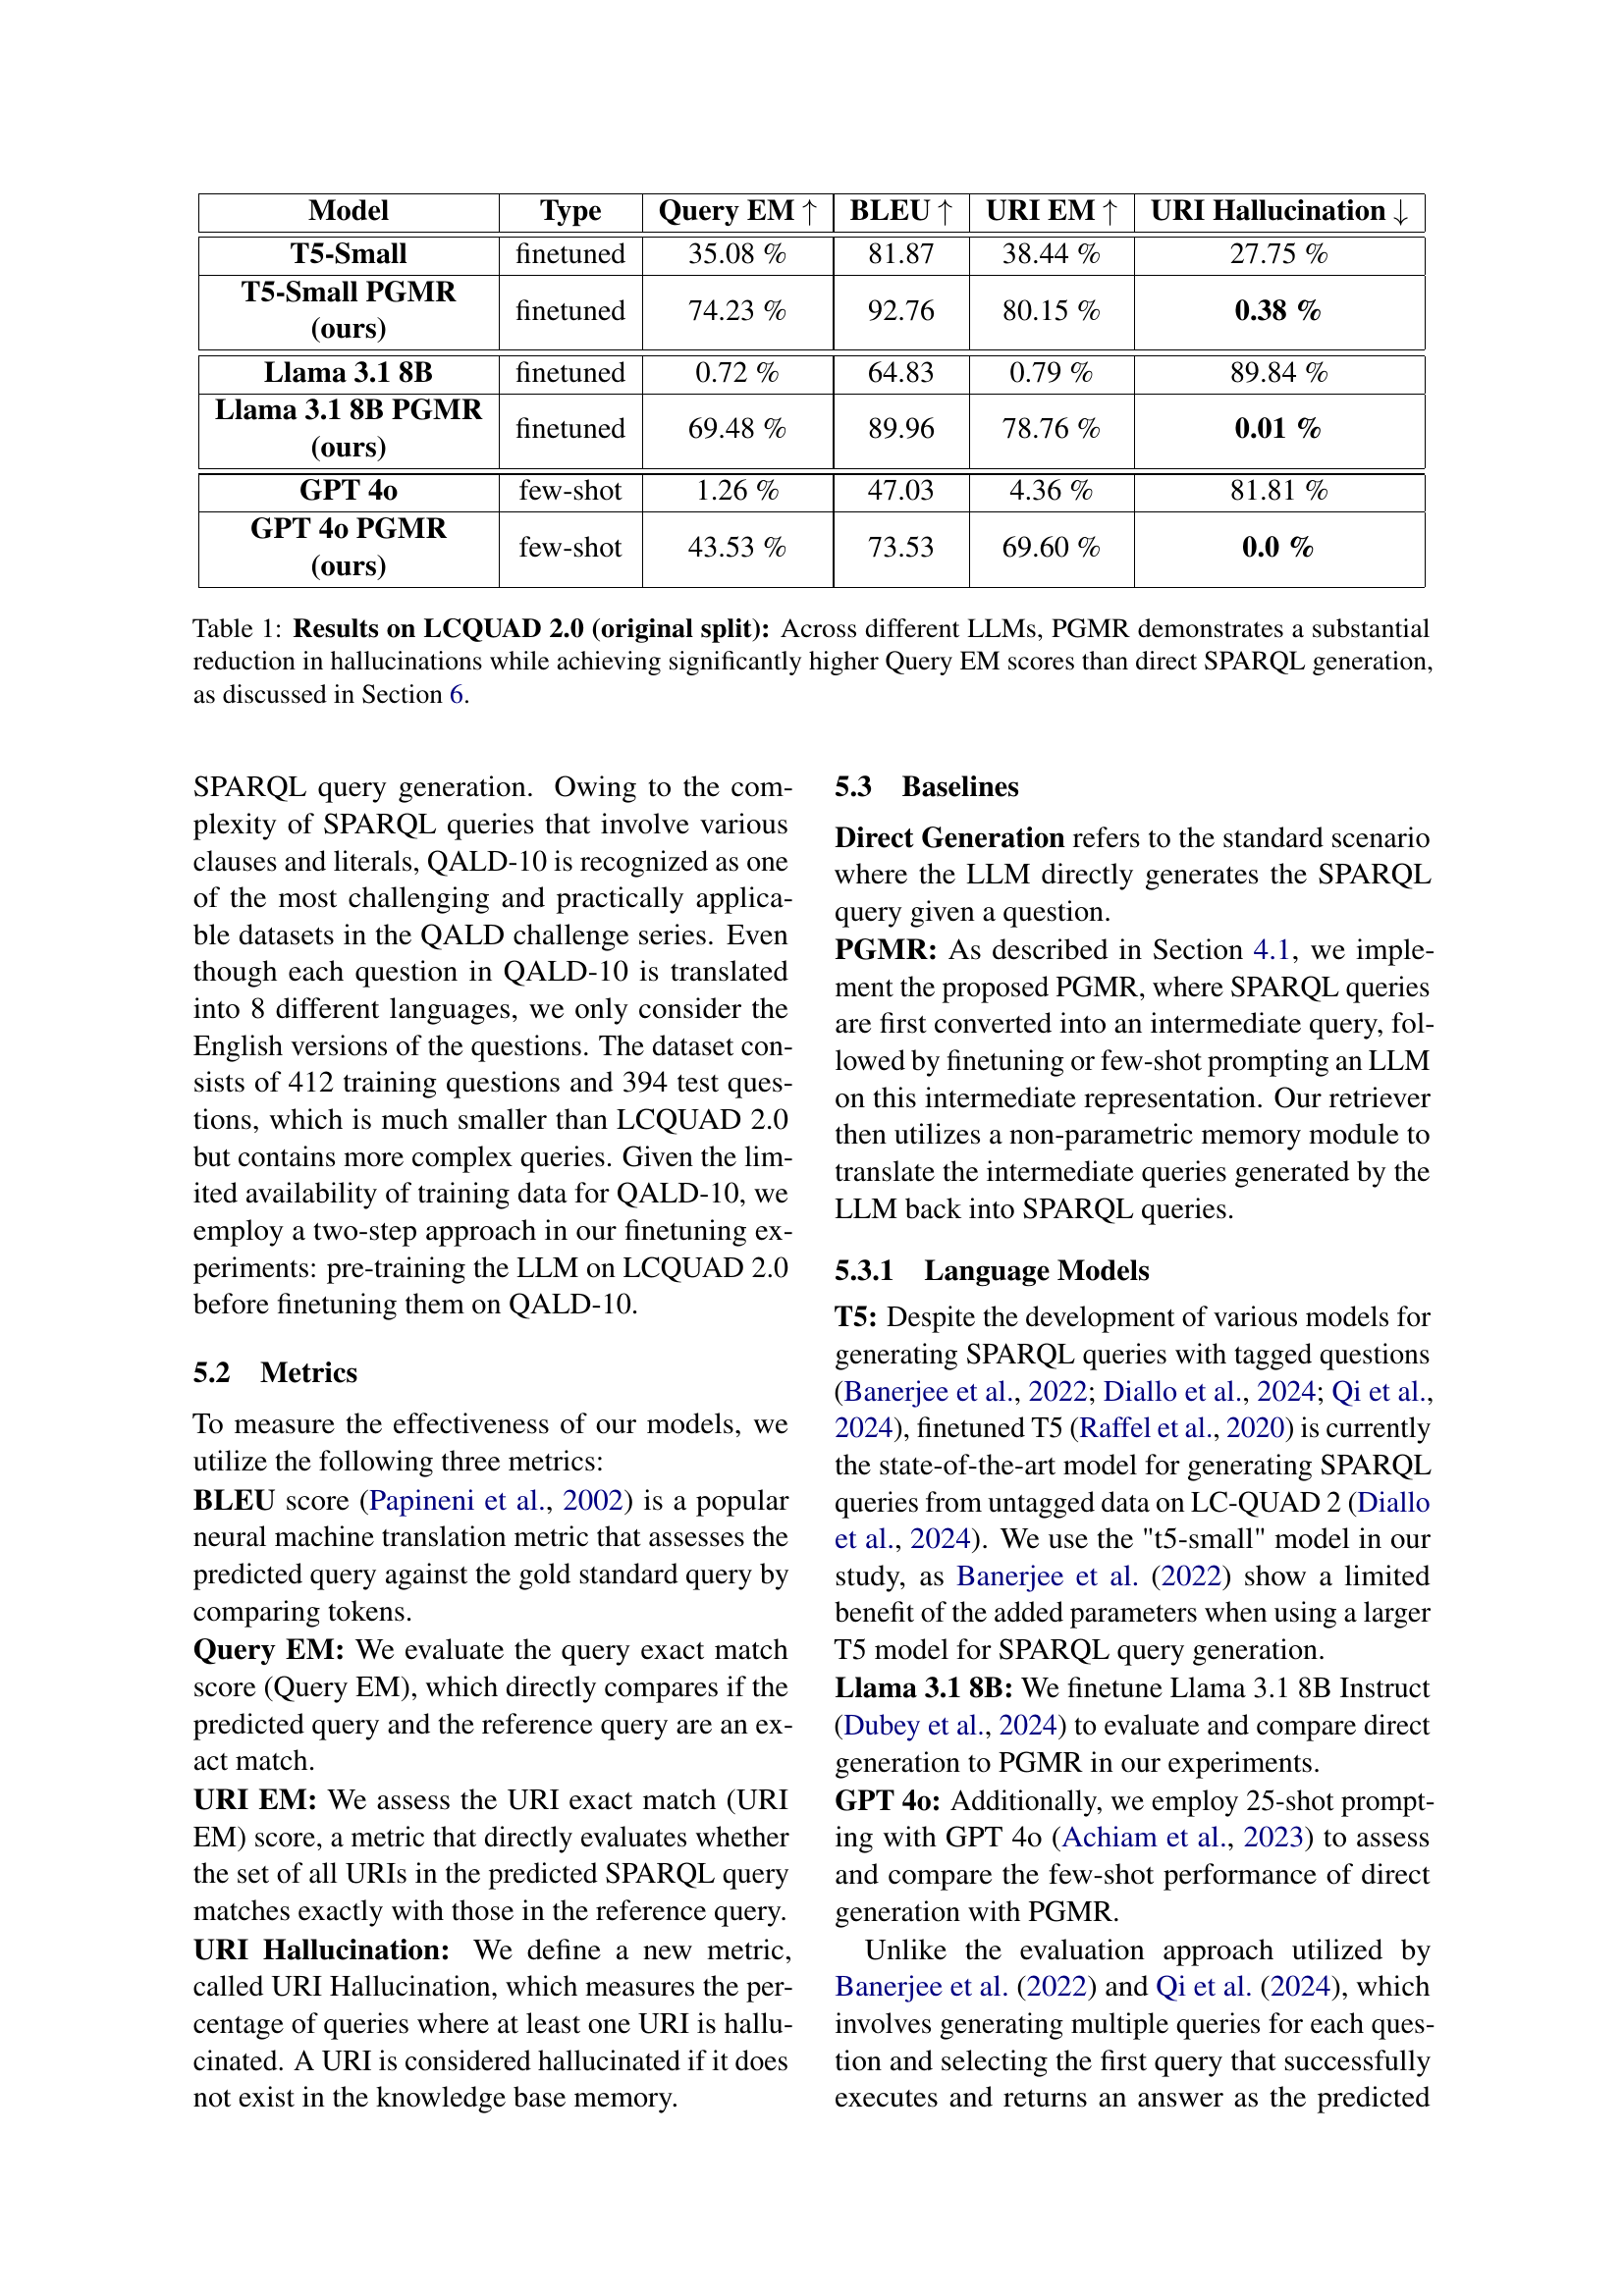 Model Type Query EM ↑ BLEU ↑ URI EM ↑ URI Hallucination ↓
T5-Small finetuned 35.08 % 81.87 38.44 % 27.75 %
T5-Small PGMR (ours) finetuned 74.23 % 92.76 80.15 % 0.38 %
Llama 3.1 8B finetuned 0.72 % 64.83 0.79 % 89.84 %
Llama 3.1 8B PGMR (ours) finetuned 69.48 % 89.96 78.76 % 0.01 %
GPT 4o few-shot 1.26 % 47.03 4.36 % 81.81 %
GPT 4o PGMR (ours) few-shot 43.53 % 73.53 69.60 % 0.0 %
Table 1: Results on LCQUAD 2.0 (original split): Across different LLMs, PGMR demonstrates a substantial
reduction in hallucinations while achieving significantly higher Query EM scores than direct SPARQL generation,
as discussed in Section 6.
SPARQL query generation. Owing to the com-
plexity of SPARQL queries that involve various
clauses and literals, QALD-10 is recognized as one
of the most challenging and practically applica-
ble datasets in the QALD challenge series. Even
though each question in QALD-10 is translated
into 8 different languages, we only consider the
English versions of the questions. The dataset con-
sists of 412 training questions and 394 test ques-
tions, which is much smaller than LCQUAD 2.0
but contains more complex queries. Given the lim-
ited availability of training data for QALD-10, we
employ a two-step approach in our finetuning ex-
periments: pre-training the LLM on LCQUAD 2.0
before finetuning them on QALD-10.
5.2 Metrics
To measure the effectiveness of our models, we
utilize the following three metrics:
BLEU score (Papineni et al., 2002) is a popular
neural machine translation metric that assesses the
predicted query against the gold standard query by
comparing tokens.
Query EM: We evaluate the query exact match
score (Query EM), which directly compares if the
predicted query and the reference query are an ex-
act match.
URI EM: We assess the URI exact match (URI
EM) score, a metric that directly evaluates whether
the set of all URIs in the predicted SPARQL query
matches exactly with those in the reference query.
URI Hallucination: We define a new metric,
called URI Hallucination, which measures the per-
centage of queries where at least one URI is hallu-
cinated. A URI is considered hallucinated if it does
not exist in the knowledge base memory.
5.3 Baselines
Direct Generation refers to the standard scenario
where the LLM directly generates the SPARQL
query given a question.
PGMR: As described in Section 4.1, we imple-
ment the proposed PGMR, where SPARQL queries
are first converted into an intermediate query, fol-
lowed by finetuning or few-shot prompting an LLM
on this intermediate representation. Our retriever
then utilizes a non-parametric memory module to
translate the intermediate queries generated by the
LLM back into SPARQL queries.
5.3.1 Language Models
T5: Despite the development of various models for
generating SPARQL queries with tagged questions
(Banerjee et al., 2022; Diallo et al., 2024; Qi et al.,
2024), finetuned T5 (Raffel et al., 2020) is currently
the state-of-the-art model for generating SPARQL
queries from untagged data on LC-QUAD 2 (Diallo
et al., 2024). We use the "t5-small" model in our
study, as Banerjee et al. (2022) show a limited
benefit of the added parameters when using a larger
T5 model for SPARQL query generation.
Llama 3.1 8B: We finetune Llama 3.1 8B Instruct
(Dubey et al., 2024) to evaluate and compare direct
generation to PGMR in our experiments.
GPT 4o: Additionally, we employ 25-shot prompt-
ing with GPT 4o (Achiam et al., 2023) to assess
and compare the few-shot performance of direct
generation with PGMR.
Unlike the evaluation approach utilized by
Banerjee et al. (2022) and Qi et al. (2024), which
involves generating multiple queries for each ques-
tion and selecting the first query that successfully
executes and returns an answer as the predicted